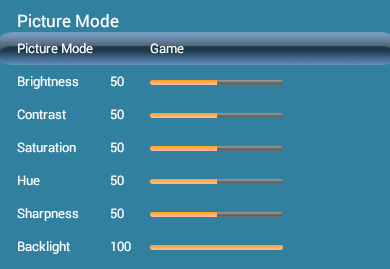 Picture Mode
Picture Mode Game
Brightness 50
Contrast 50
Saturation 50
Hue 50
Sharpness 50
Backlight 100